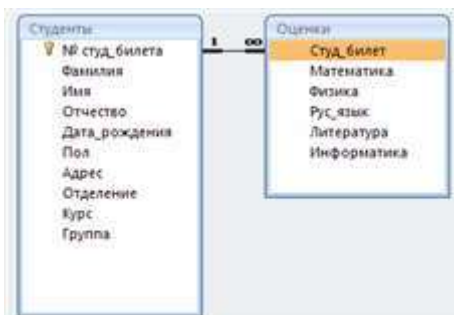 Студенты
№ студ_билета
Фамилия
Имя
Отчество
Дата_рождения
Пол
Адрес
Отделение
Курс
Группа
1 ∞
Оценки
Студ_билет
Математика
Физика
Рус_язык
Литература
Информатика